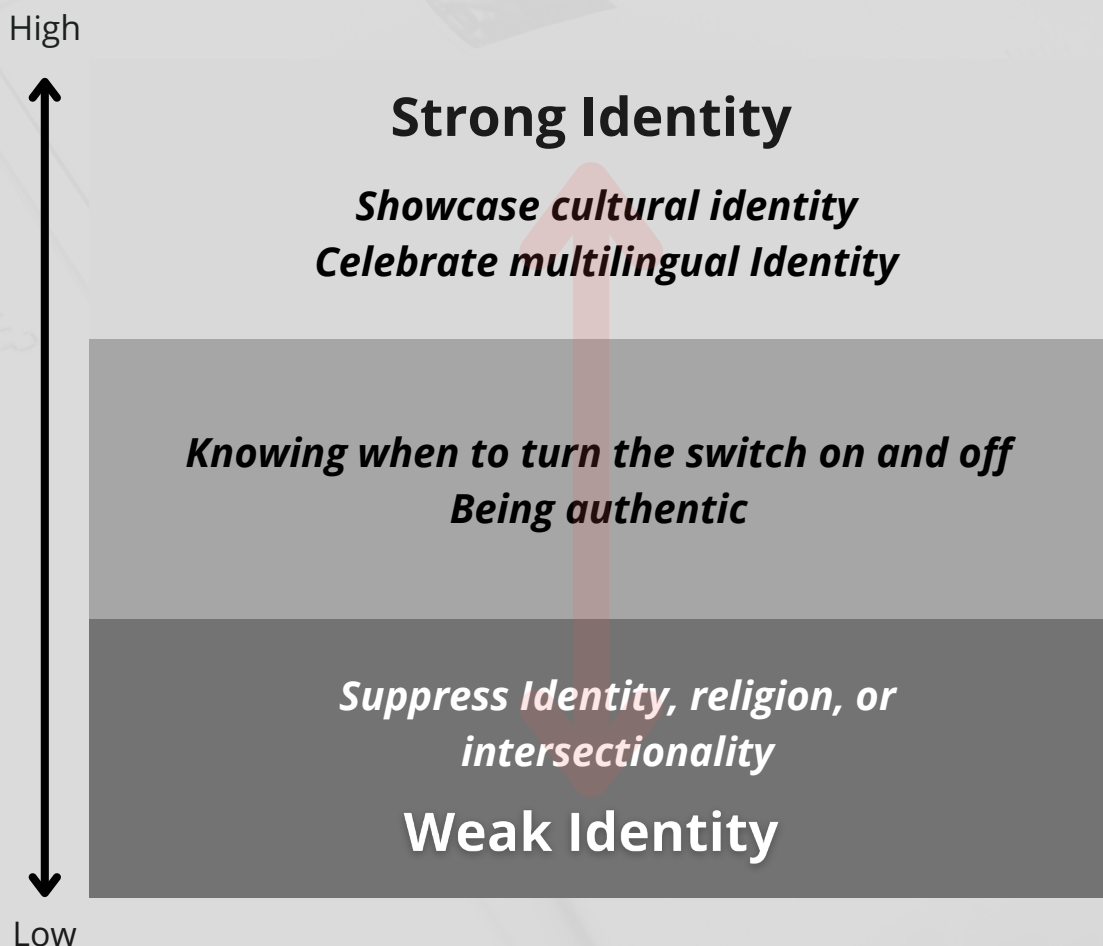 High
Strong Identity
Showcase cultural identity
Celebrate multilingual Identity
Knowing when to turn the switch on and off
Being authentic
Suppress Identity, religion, or
intersectionality
Weak Identity
Low